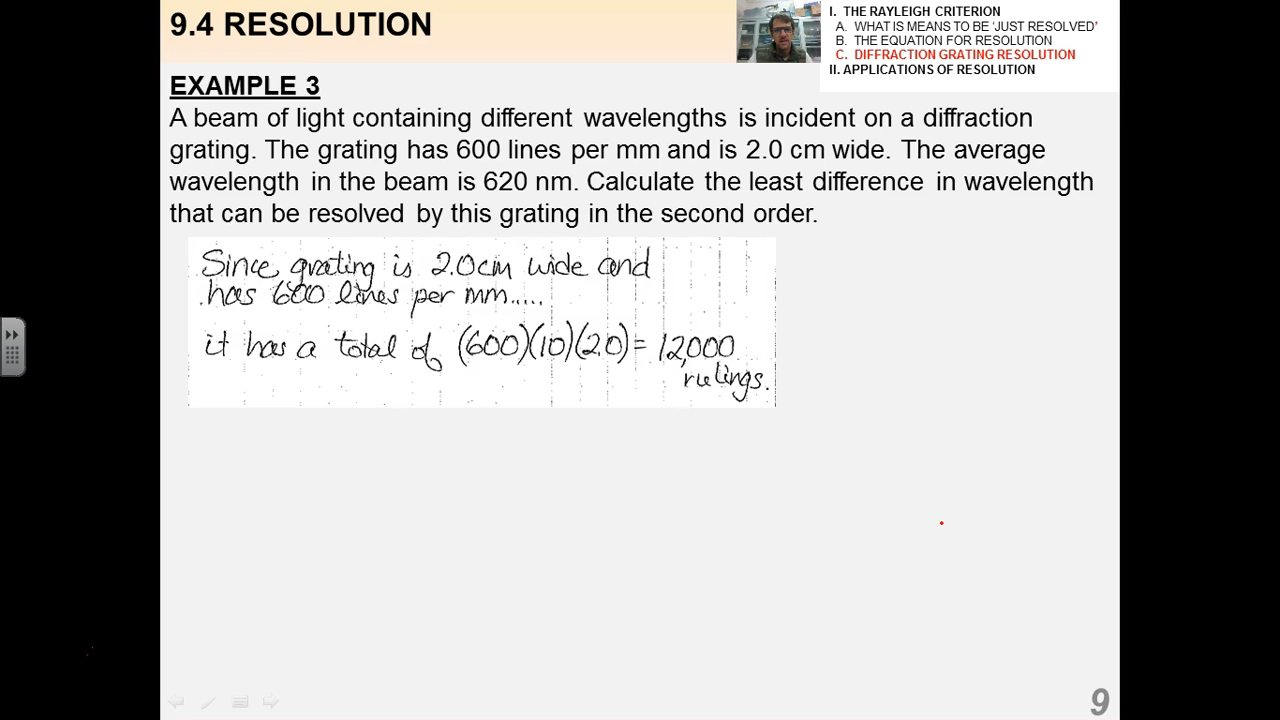 9.4 RESOLUTION
I. THE RAYLEIGH CRITERION
A. WHAT IS MEANS TO BE 'JUST RESOLVED'
B. THE EQUATION FOR RESOLUTION
C. DIFFRACTION GRATING RESOLUTION
II. APPLICATIONS OF RESOLUTION
EXAMPLE 3
A beam of light containing different wavelengths is incident on a diffraction
grating. The grating has 600 lines per mm and is 2.0 cm wide. The average
wavelength in the beam is 620 nm. Calculate the least difference in wavelength
that can be resolved by this grating in the second order.
Since grating is 2.0cm wide and
has 600 lines per mm.....
it has a total of (600)(10)(2.0) = 12,000
rulings.
9